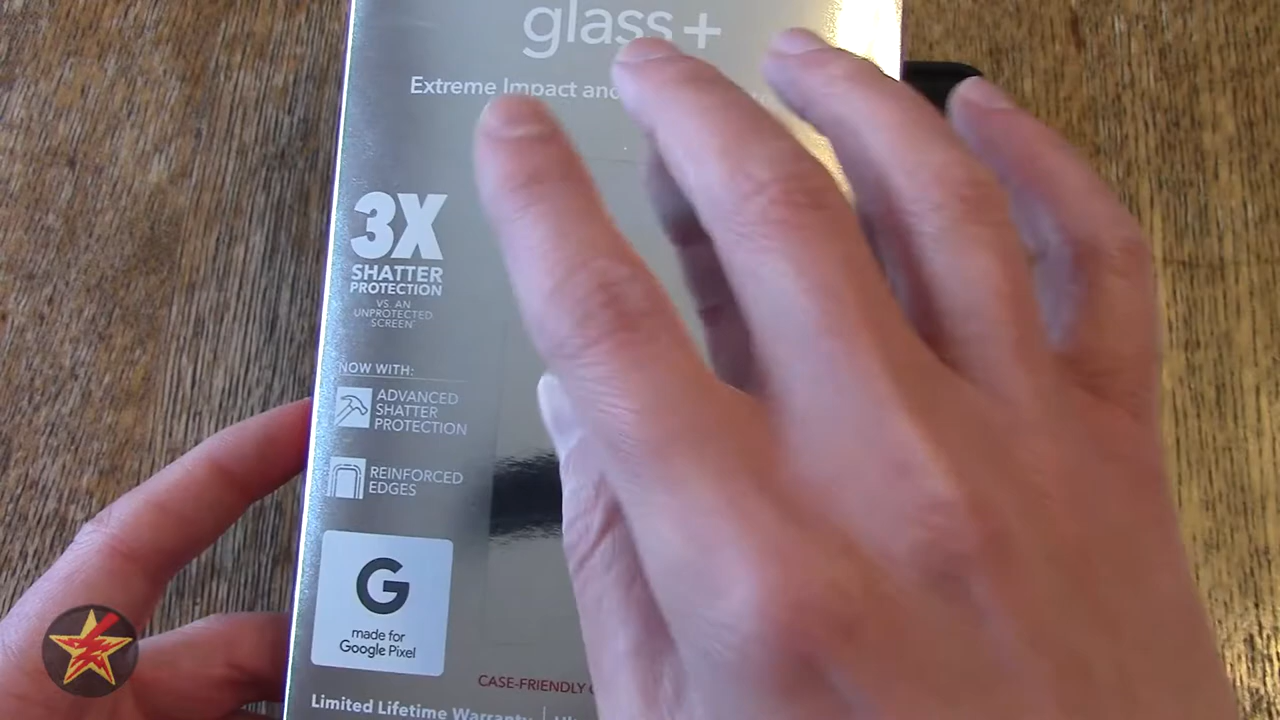 glass+
Extreme Impact and
3X
SHATTER
PROTECTION
VS. AN
UNPROTECTED
SCREEN*
NOW WITH:
ADVANCED
SHATTER
PROTECTION
REINFORCED
EDGES
G
made for
Google Pixel
CASE-FRIENDLY
Limited Lifetime Warranty |